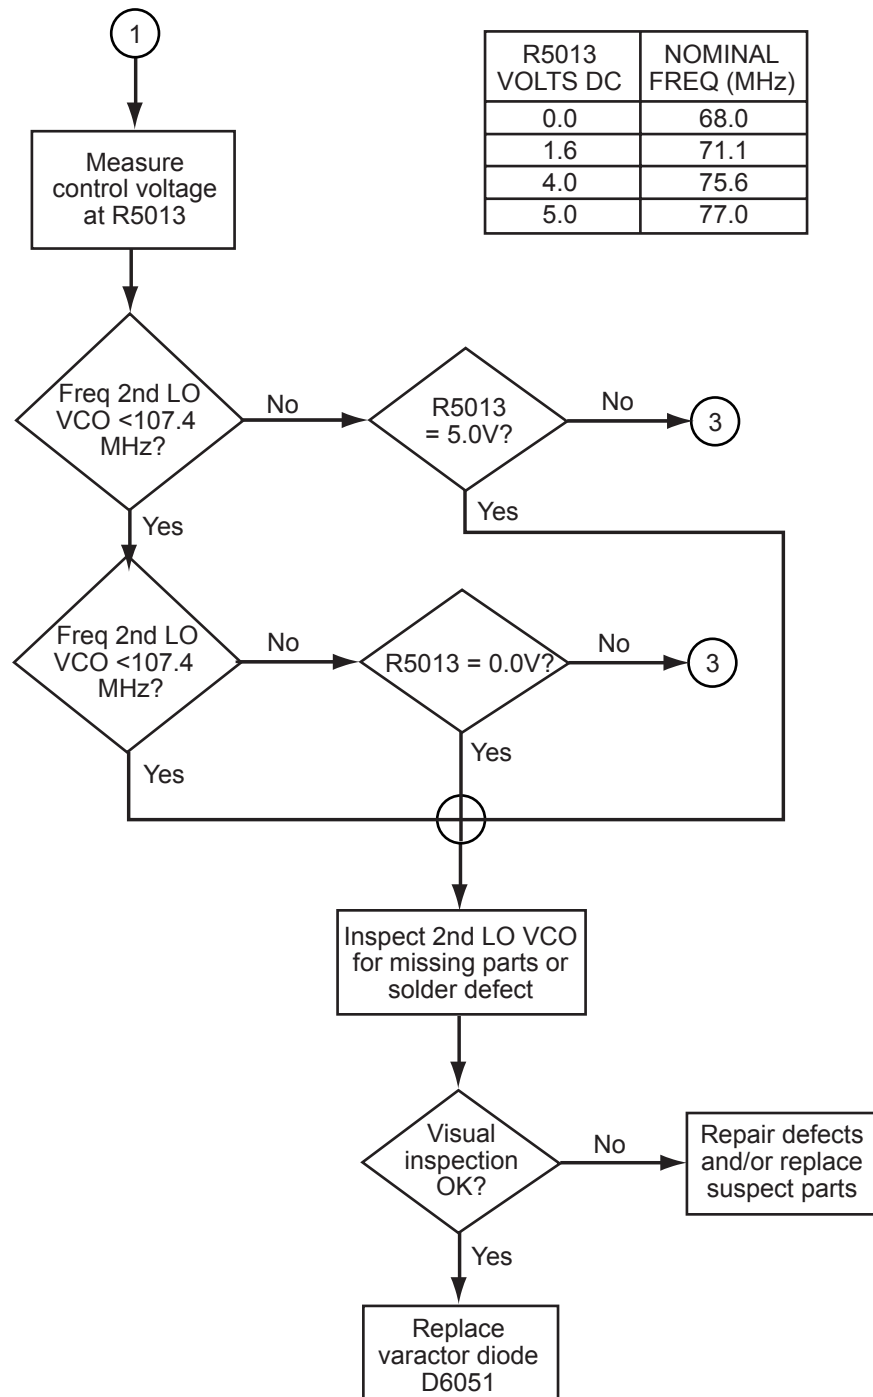 1
R5013 VOLTS DC
NOMINAL FREQ (MHz)
0.0 68.0
1.6 71.1
4.0 75.6
5.0 77.0
Measure
control voltage
at R5013
Freq 2nd LO
VCO <107.4
MHz?
No
R5013
= 5.0V?
No
3
Yes
Yes
Freq 2nd LO
VCO <107.4
MHz?
No
R5013 = 0.0V?
No
3
Yes
Yes
Inspect 2nd LO VCO
for missing parts or
solder defect
Visual
inspection
OK?
No
Repair defects
and/or replace
suspect parts
Yes
Replace
varactor diode
D6051